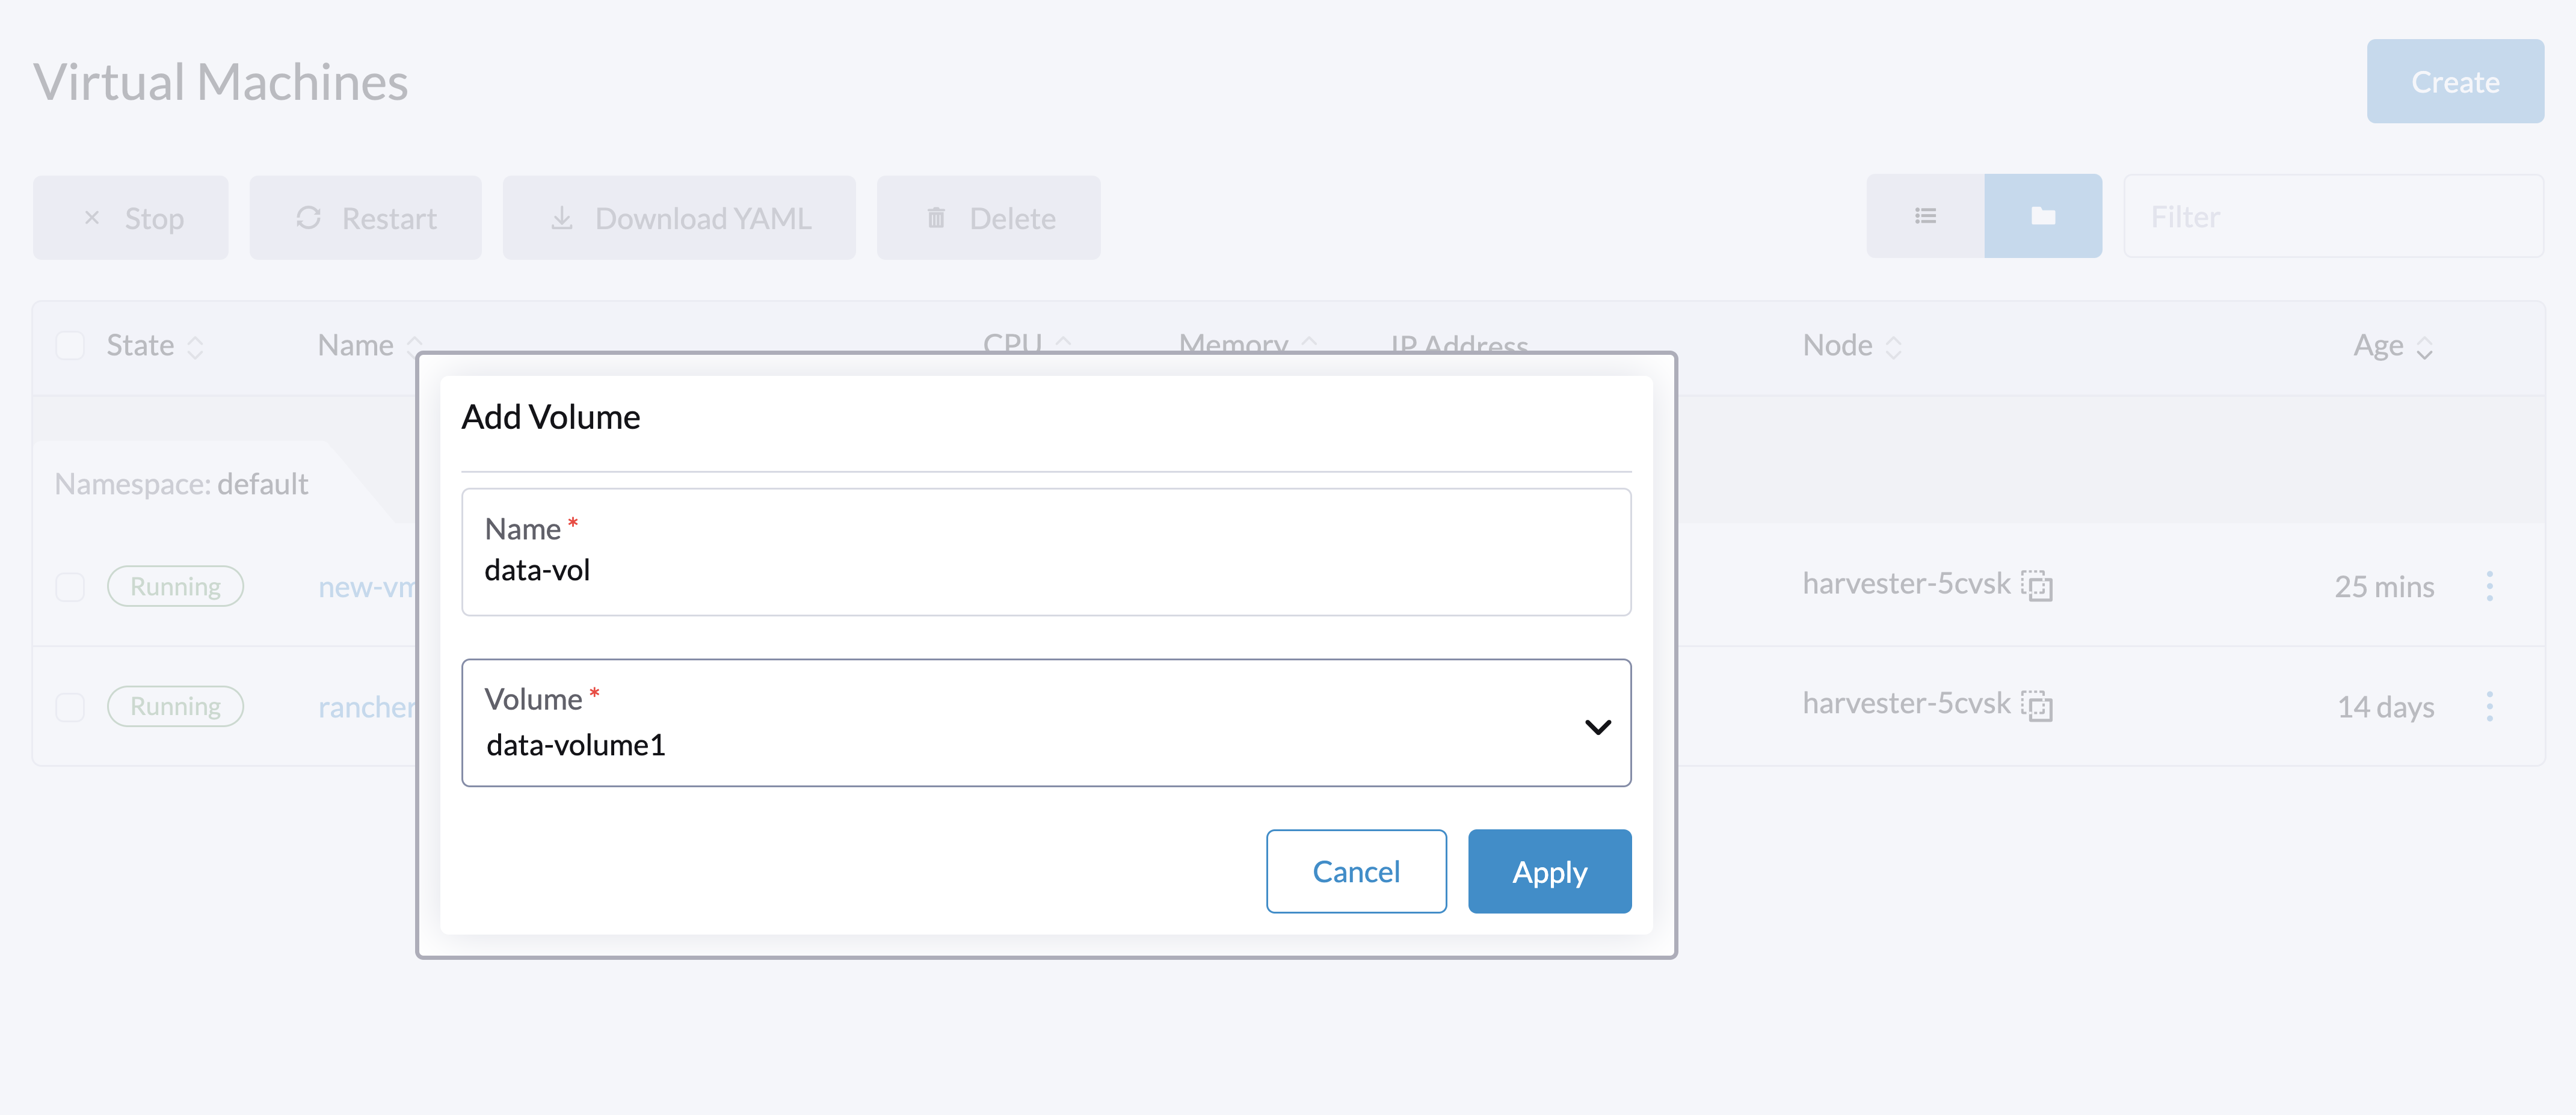 Virtual Machines
Create
Stop
Restart
Download YAML
Delete
Filter
State
Name
CPU
Memory
IP Address
Node
Age
Add Volume
Namespace: default
Name *
data-vol
Running
new-vm
harvester-5cvsk
25 mins
Volume *
data-volume1
Running
rancher
harvester-5cvsk
14 days
Cancel
Apply